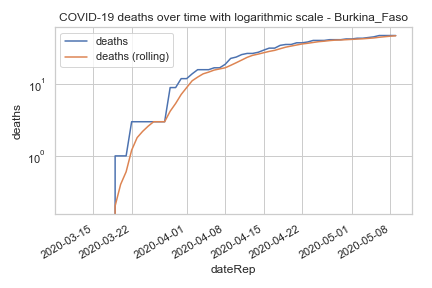 COVID-19 deaths over time with logarithmic scale - Burkina_Faso
deaths
deaths (rolling)
10¹
10⁰
deaths
2020-03-15
2020-03-22
2020-04-01
2020-04-08
2020-04-15
2020-04-22
2020-05-01
2020-05-08
dateRep